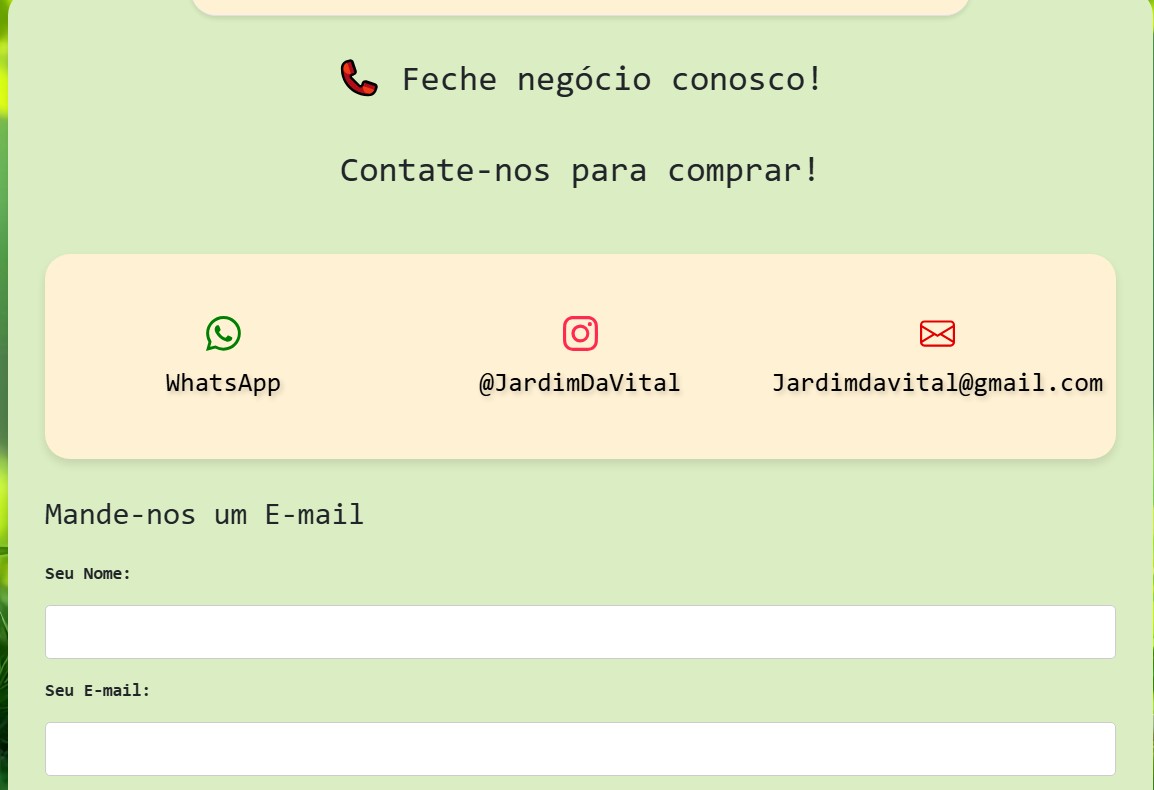 Feche negócio conosco!
Contate-nos para comprar!
WhatsApp
@JardimDaVital
Jardimdavital@gmail.com
Mande-nos um E-mail
Seu Nome:
Seu E-mail: